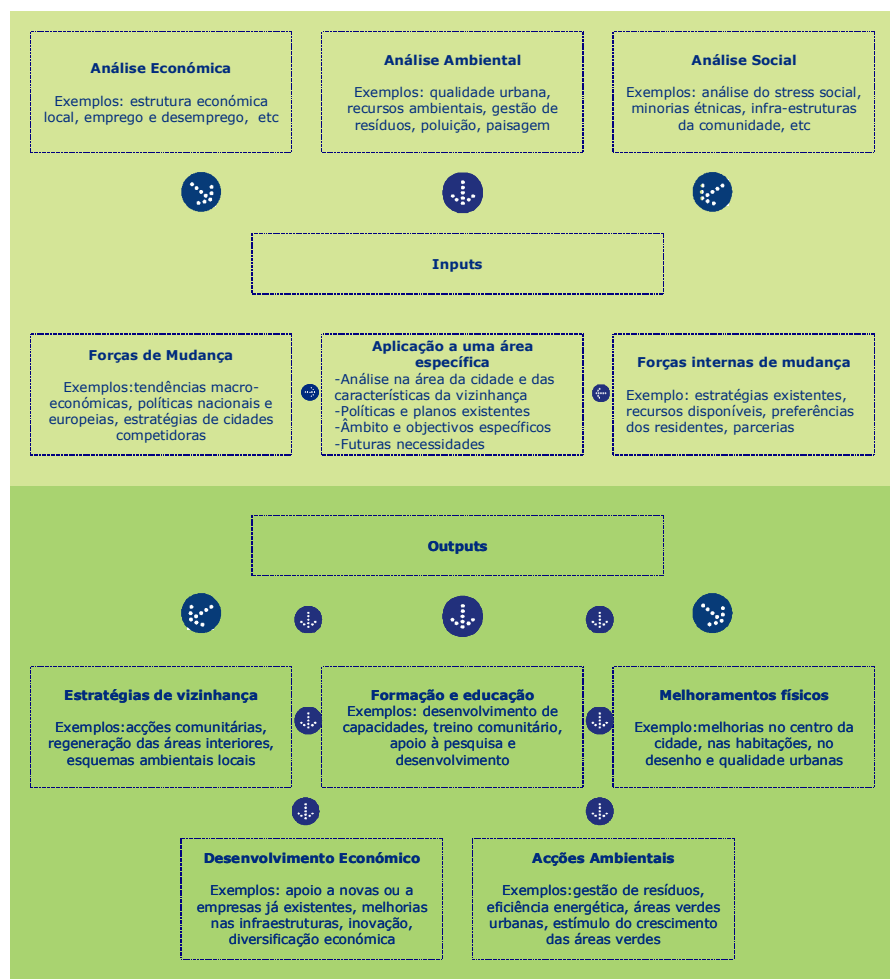 Análise Económica
Exemplos: estrutura económica
local, emprego e desemprego, etc
Análise Ambiental
Exemplos: qualidade urbana,
recursos ambientais, gestão de
resíduos, poluição, paisagem
Análise Social
Exemplos: análise do stress social,
minorias étnicas, infra-estruturas
da comunidade, etc
Inputs
Forças de Mudança
Exemplos:tendências macro-
económicas, políticas nacionais e
europeias, estratégias de cidades
competidoras
Aplicação a uma área
específica
-Análise na área da cidade e das
características da vizinhança
-Políticas e planos existentes
-Âmbito e objectivos específicos
-Futuras necessidades
Forças internas de mudança
Exemplo: estratégias existentes,
recursos disponíveis, preferências
dos residentes, parcerias
Outputs
Estratégias de vizinhança
Exemplos:acções comunitárias,
regeneração das áreas interiores,
esquemas ambientais locais
Formação e educação
Exemplos: desenvolvimento de
capacidades, treino comunitário,
apoio à pesquisa e
desenvolvimento
Melhoramentos físicos
Exemplo:melhorias no centro da
cidade, nas habitações, no
desenho e qualidade urbanas
Desenvolvimento Económico
Exemplos: apoio a novas ou a
empresas já existentes, melhorias
nas infraestruturas, inovação,
diversificação económica
Acções Ambientais
Exemplos:gestão de resíduos,
eficiência energética, áreas verdes
urbanas, estímulo do crescimento
das áreas verdes